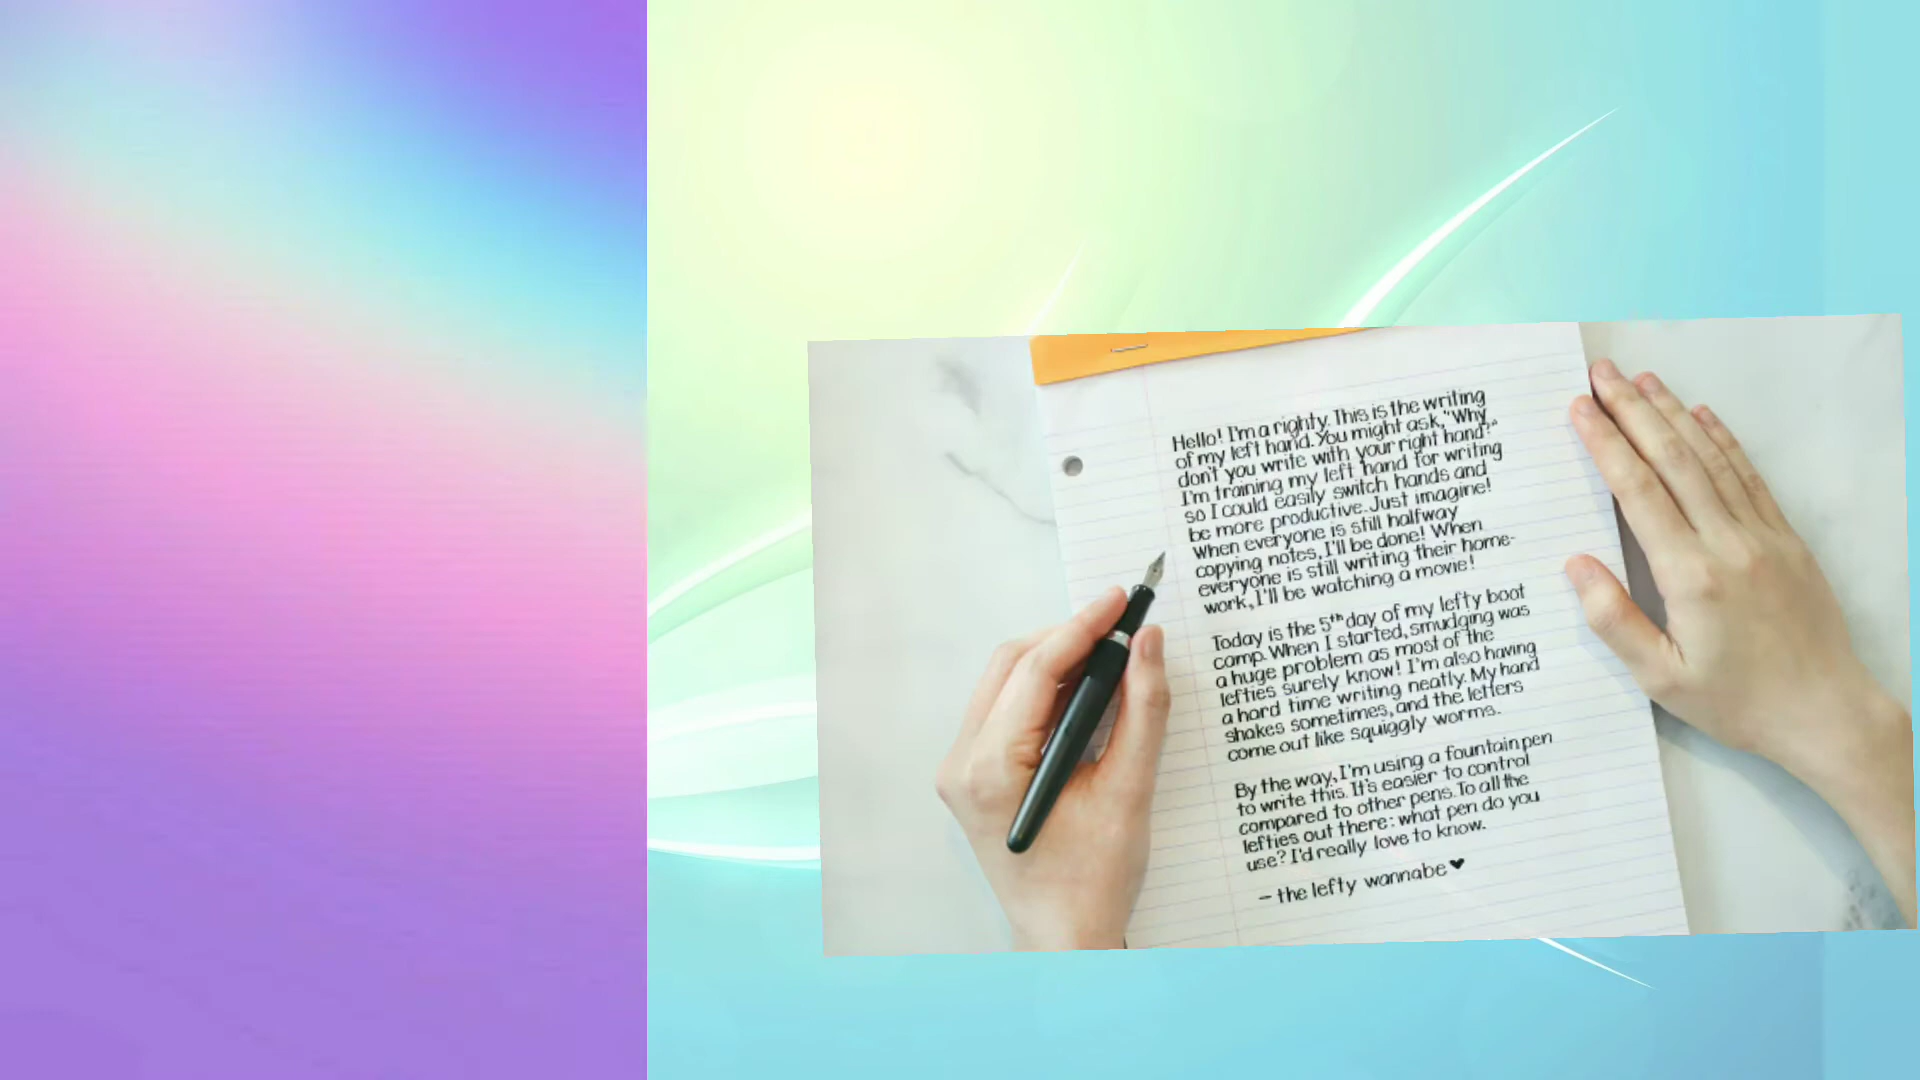 Hello! I'm a righty. This is the writing
of my left hand. You might ask, "Why
don't you write with your right hand?"
I'm training my left hand for writing
so I could easily switch hands and
be more productive. Just imagine!
When everyone is still halfway
copying notes, I'll be done! When
everyone is still writing their home-
work, I'll be watching a movie!
Today is the 5th day of my lefty boot
camp. When I started, smudging was
a huge problem as most of the
lefties surely know! I'm also having
a hard time writing neatly. My hand
shakes sometimes, and the letters
come out like squiggly worms.
By the way, I'm using a fountain pen
to write this. It's easier to control
compared to other pens. To all the
lefties out there: what pen do you
use? I'd really love to know.
– the lefty wannabe ♥